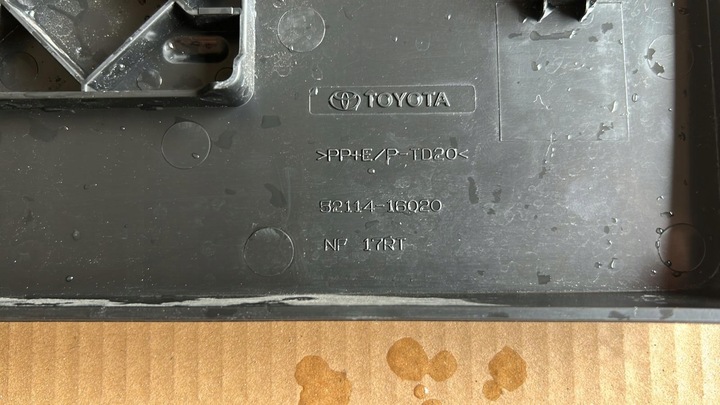 TOYOTA
>PP+E/P-TD20<
52114-16020
NF 17RT